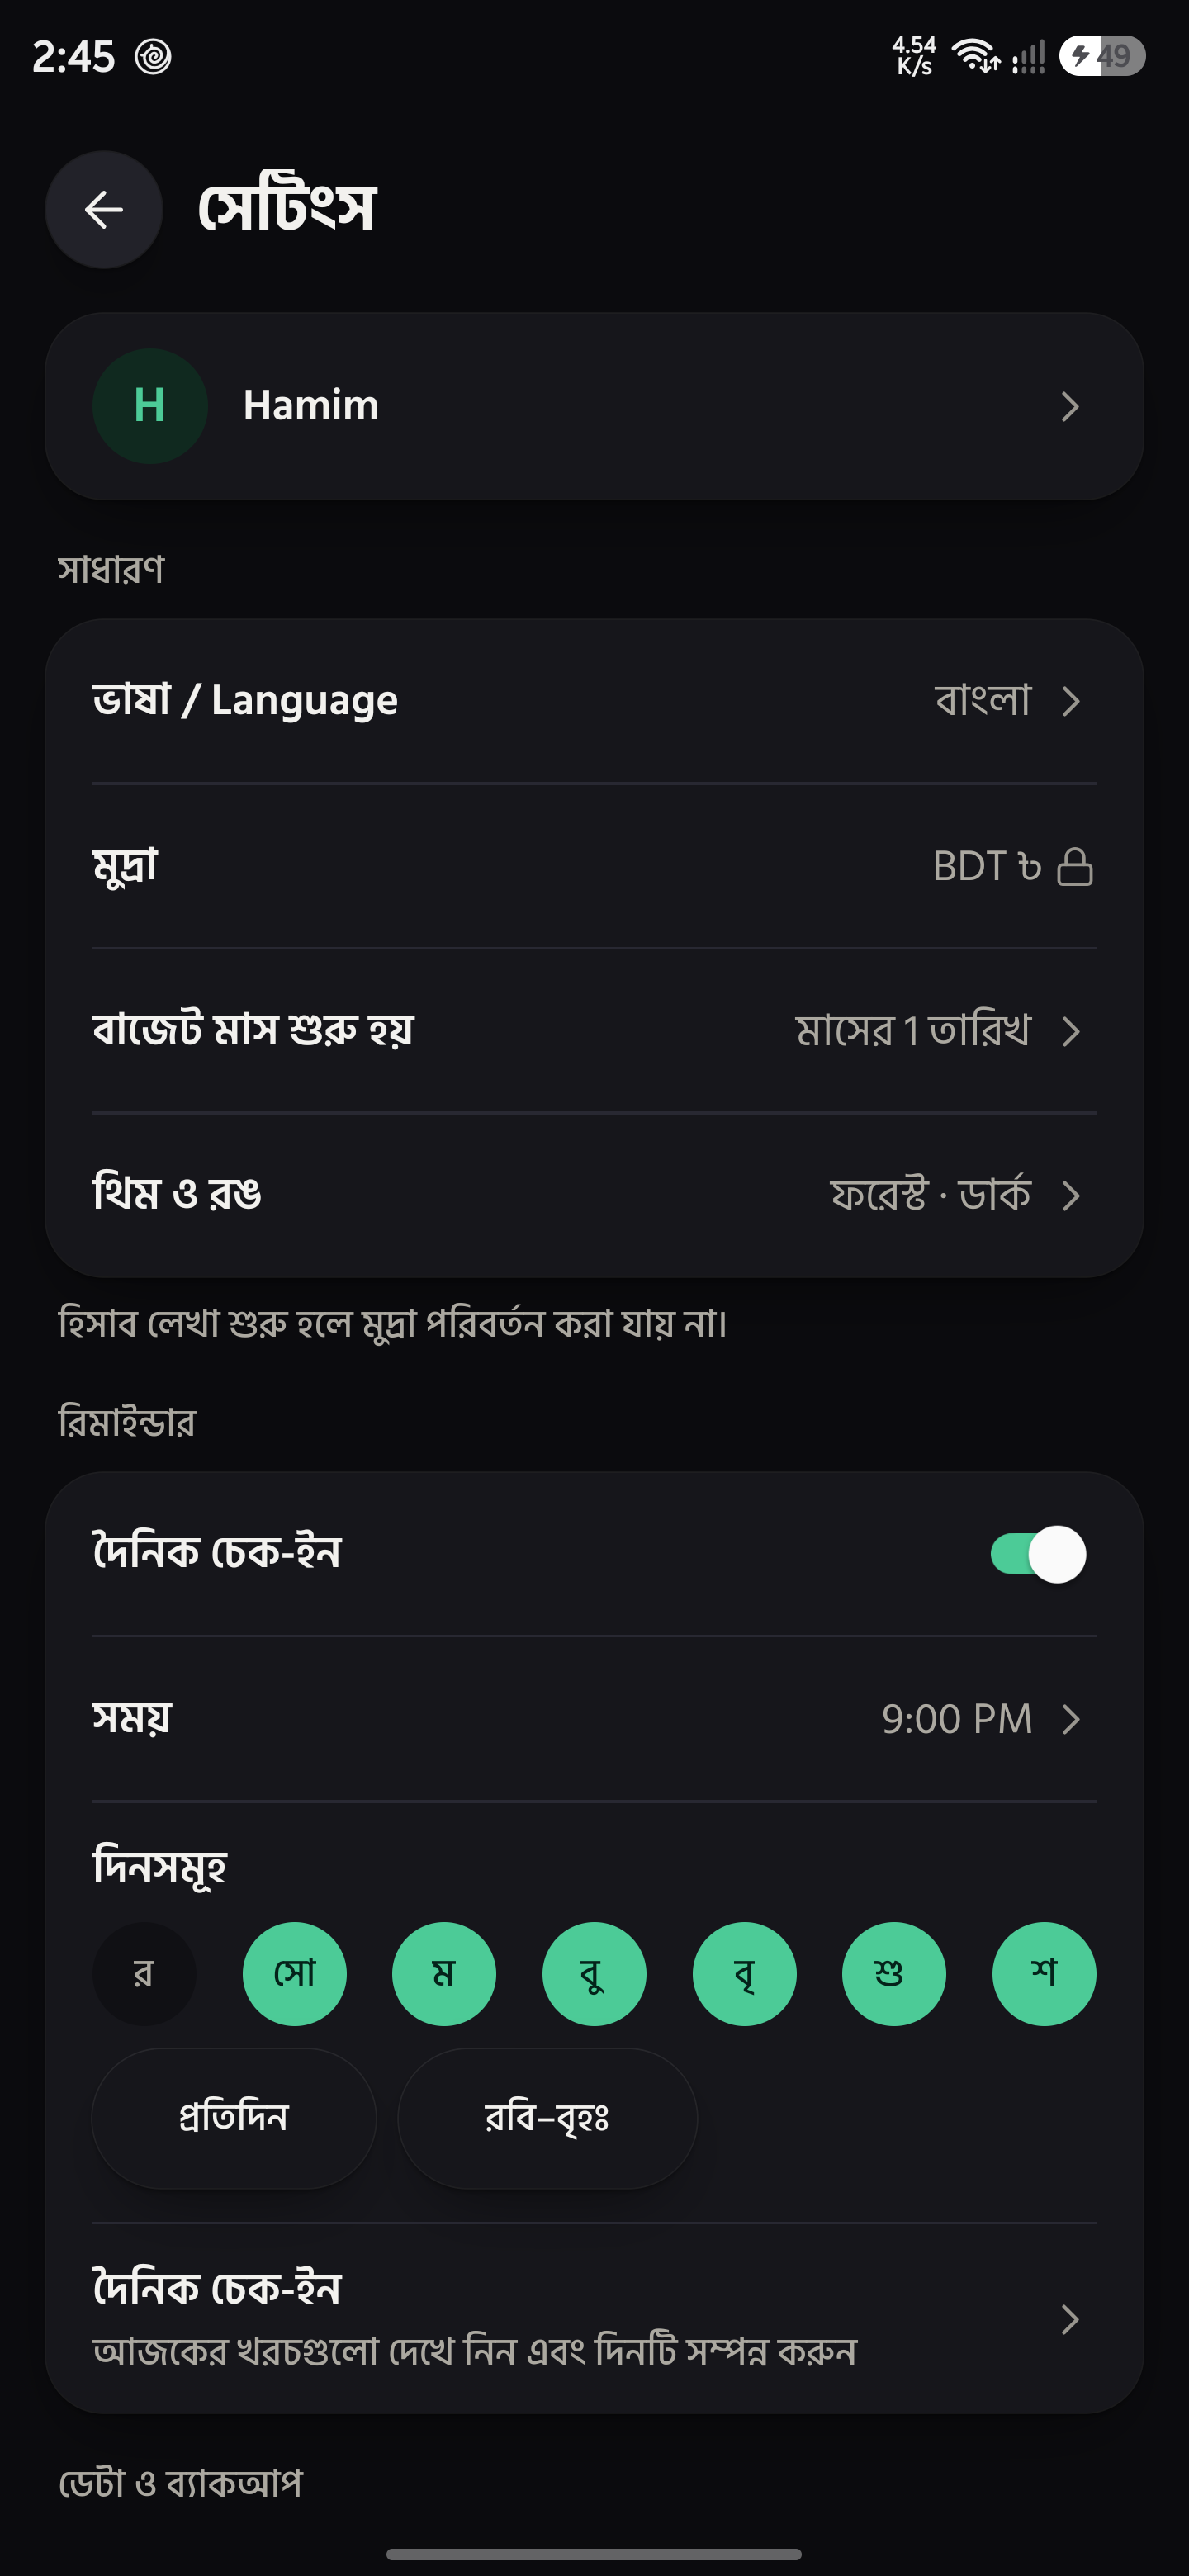 2:45
4.54 K/s
49
সেটিংস
H
Hamim
সাধারণ
ভাষা / Language
বাংলা
মুদ্রা
BDT ৳
বাজেট মাস শুরু হয়
মাসের 1 তারিখ
থিম ও রঙ
ফরেস্ট · ডার্ক
হিসাব লেখা শুরু হলে মুদ্রা পরিবর্তন করা যায় না।
রিমাইন্ডার
দৈনিক চেক-ইন
সময়
9:00 PM
দিনসমূহ
র সো ম বু বৃ শু শ
প্রতিদিন
রবি–বৃহঃ
দৈনিক চেক-ইন
আজকের খরচগুলো দেখে নিন এবং দিনটি সম্পন্ন করুন
ডেটা ও ব্যাকআপ